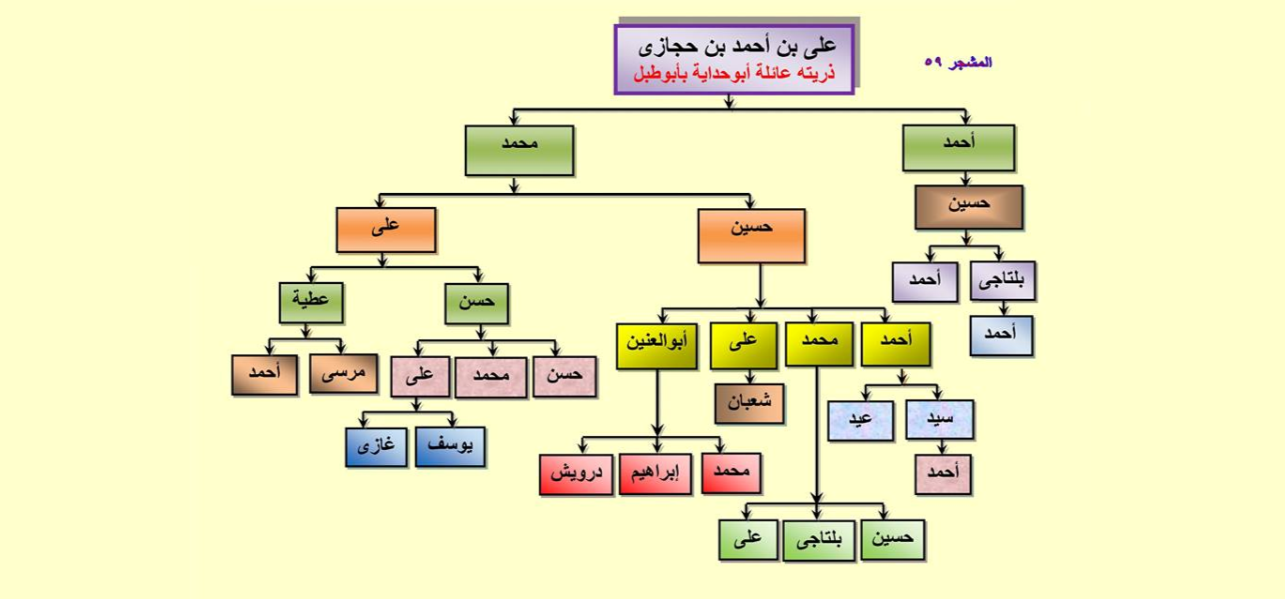 على بن أحمد بن حجازى
ذريته عائلة أبوحداية بأبوطبل
المشجر ٥٩
أحمد
محمد
حسين
على
حسين
بلتاجى
أحمد
حسن
عطية
أحمد
أحمد
محمد
على
أبوالعنين
حسن
محمد
على
مرسى
أحمد
شعبان
سيد
عيد
يوسف
غازى
أحمد
محمد
إبراهيم
درويش
حسين
بلتاجى
على